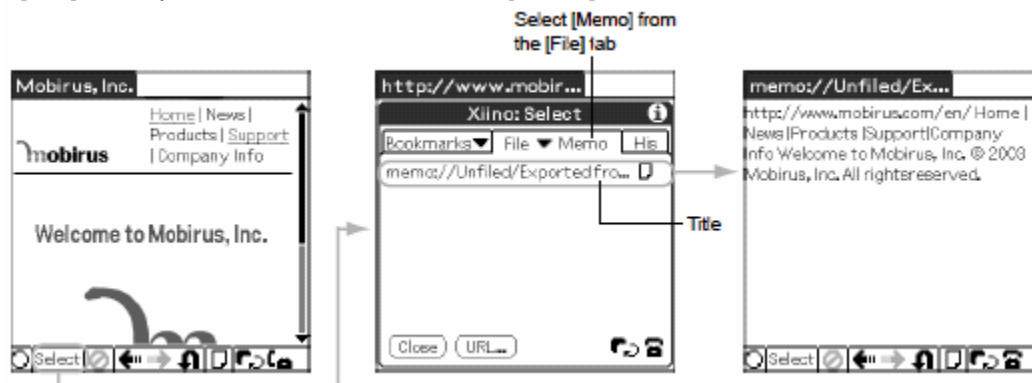 Select [Memo] from
the [File] tab
Mobirus, Inc.
Home | News |
Products | Support
| Company Info
mobirus
Welcome to Mobirus, Inc.
Select
http://www.mobir...
Xiino: Select
Bookmarks File Memo His
memo://Unfiled/Exportedfro...
Title
Close URL...
memo://Unfiled/Ex...
http://www.mobirus.com/en/ Home |
News|Products |Support|Company
Info Welcome to Mobirus, Inc. © 2003
Mobirus, Inc. All rightsreserved.
Select